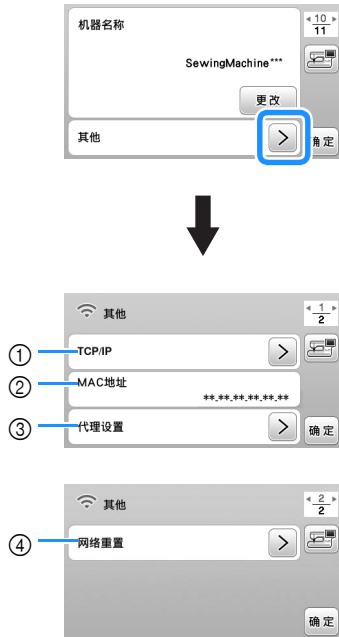 机器名称
10
11
SewingMachine***
更改
其他
确定
其他
1
2
① TCP/IP
② MAC地址
**.**.**.**.**.**
③ 代理设置
确定
其他
2
2
④ 网络重置
确定